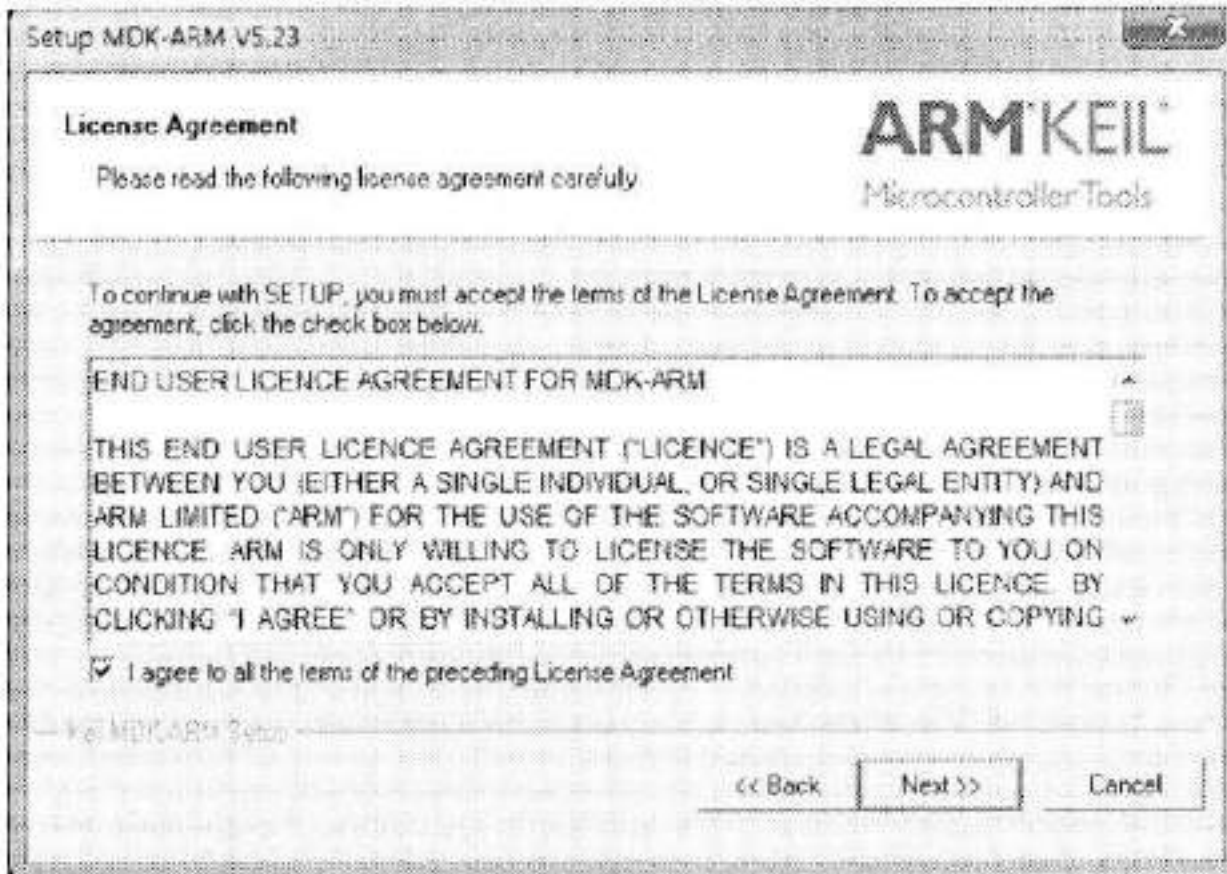 Setup MDK-ARM V5.23
License Agreement
Please read the following license agreement carefully
ARM KEIL
Microcontroller Tools
To continue with SETUP, you must accept the terms of the License Agreement. To accept the
agreement, click the check box below.
END USER LICENCE AGREEMENT FOR MDK-ARM
THIS END USER LICENCE AGREEMENT ("LICENCE") IS A LEGAL AGREEMENT
BETWEEN YOU (EITHER A SINGLE INDIVIDUAL, OR SINGLE LEGAL ENTITY) AND
ARM LIMITED ("ARM") FOR THE USE OF THE SOFTWARE ACCOMPANYING THIS
LICENCE. ARM IS ONLY WILLING TO LICENSE THE SOFTWARE TO YOU ON
CONDITION THAT YOU ACCEPT ALL OF THE TERMS IN THIS LICENCE. BY
CLICKING "I AGREE" OR BY INSTALLING OR OTHERWISE USING OR COPYING
I agree to all the terms of the preceding License Agreement
Keil MDK-ARM Setup
<< Back
Next >>
Cancel